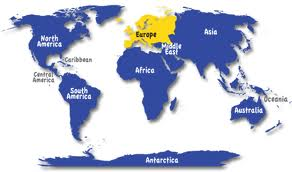 North
America
Europe
Asia
Middle
East
Caribbean
Central
America
Africa
South
America
Oceania
Australia
Antarctica